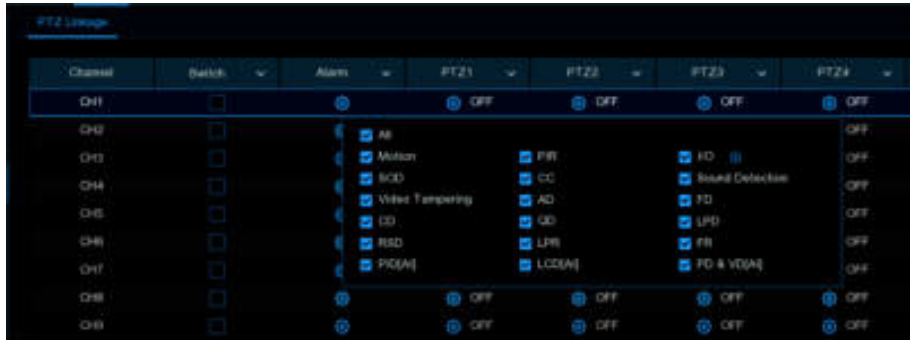 PTZ Linkage
Channel Switch Alarm PTZ1 PTZ2 PTZ3 PTZ4
CH1 OFF OFF OFF OFF
CH2 All OFF
CH3 Motion PIR I/O OFF
CH4 SOD CC Sound Detection OFF
CH5 Video Tampering AD FD OFF
CH6 CD QD LPD OFF
RSD LPR FR
CH7 PID[AI] LCD[AI] PD & VD[AI] OFF
CH8 OFF OFF OFF OFF
CH9 OFF OFF OFF OFF